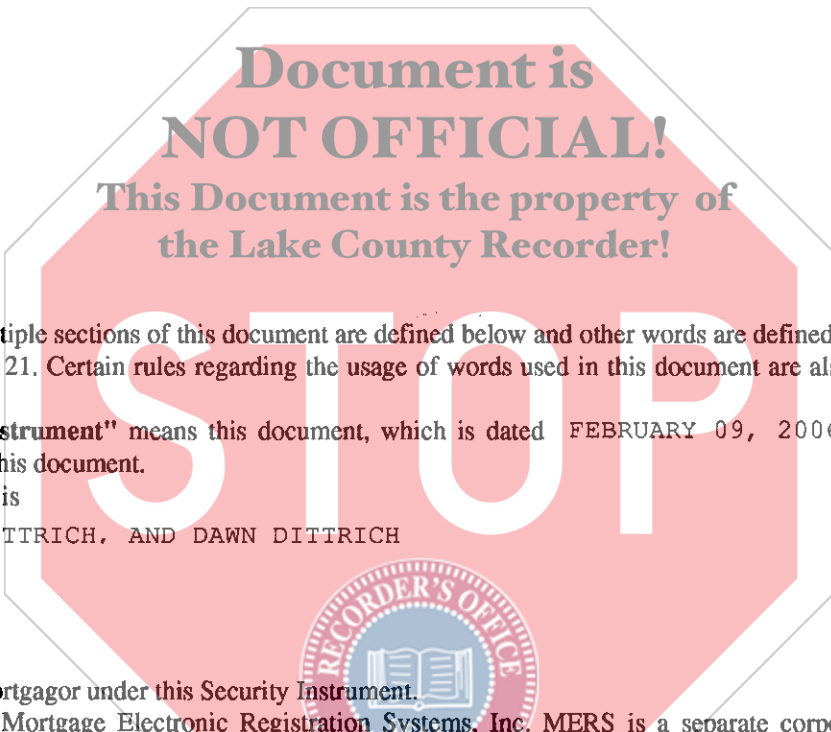 Document is
NOT OFFICIAL!
This Document is the property of
the Lake County Recorder!
tiple sections of this document are defined below and other words are defined
21. Certain rules regarding the usage of words used in this document are al
strument" means this document, which is dated FEBRUARY 09, 2006
his document.
is
TTRICH, AND DAWN DITTRICH
STOP
RECORDER'S OFFICE
rtgagor under this Security Instrument.
Mortgage Electronic Registration Systems, Inc. MERS is a separate corp